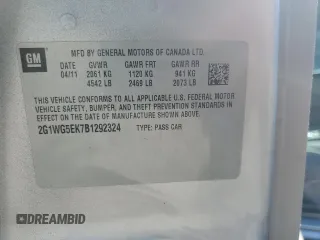 GM
MFD BY GENERAL MOTORS OF CANADA LTD.
DATE GVWR GAWR FRT GAWR RR
04/11 2061 KG 1120 KG 941 KG
4542 LB 2469 LB 2073 LB
THIS VEHICLE CONFORMS TO ALL APPLICABLE U.S. FEDERAL MOTOR
VEHICLE SAFETY, BUMPER, AND THEFT PREVENTION STANDARDS
IN EFFECT ON THE DATE OF MANUFACTURE SHOWN ABOVE.
2G1WG5EK7B1292324 TYPE: PASS CAR
DREAMBID